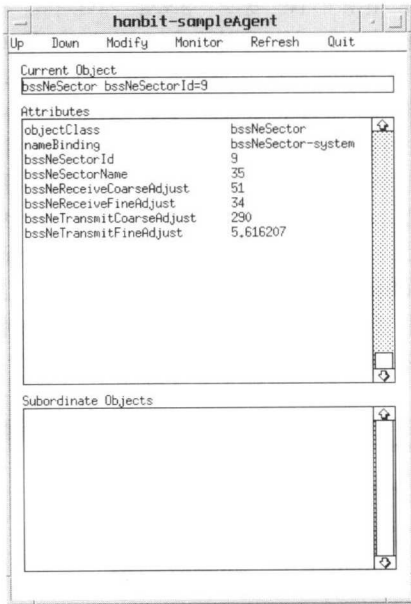 hanbit-sampleAgent
Up Down Modify Monitor Refresh Quit
Current Object
bssNeSector bssNeSectorId=9
Attributes
objectClass bssNeSector
nameBinding bssNeSector-system
bssNeSectorId 9
bssNeSectorName 35
bssNeReceiveCoarseAdjust 51
bssNeReceiveFineAdjust 34
bssNeTransmitCoarseAdjust 290
bssNeTransmitFineAdjust 5.616207
Subordinate Objects